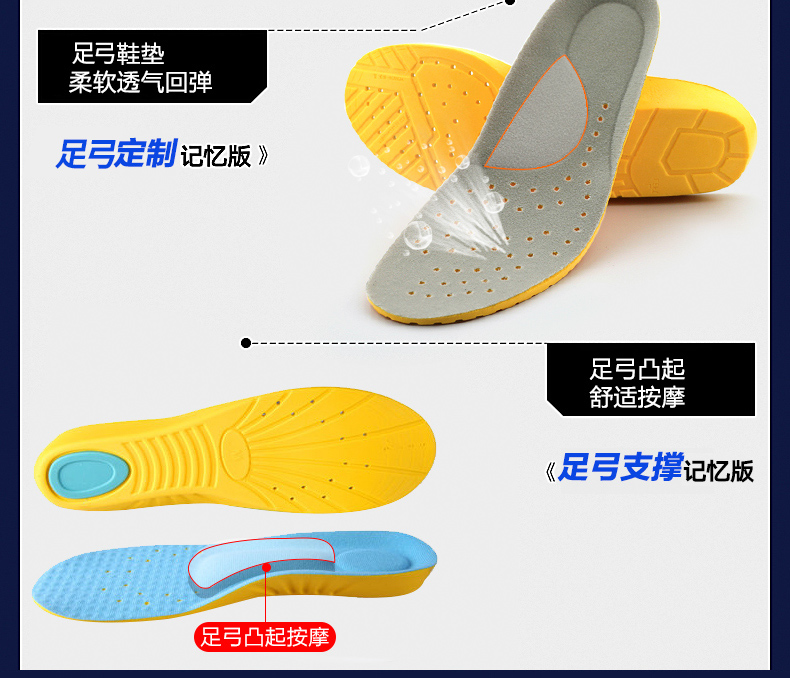 足弓鞋垫
柔软透气回弹
足弓定制记忆版》
足弓凸起
舒适按摩
《足弓支撑记忆版
足弓凸起按摩